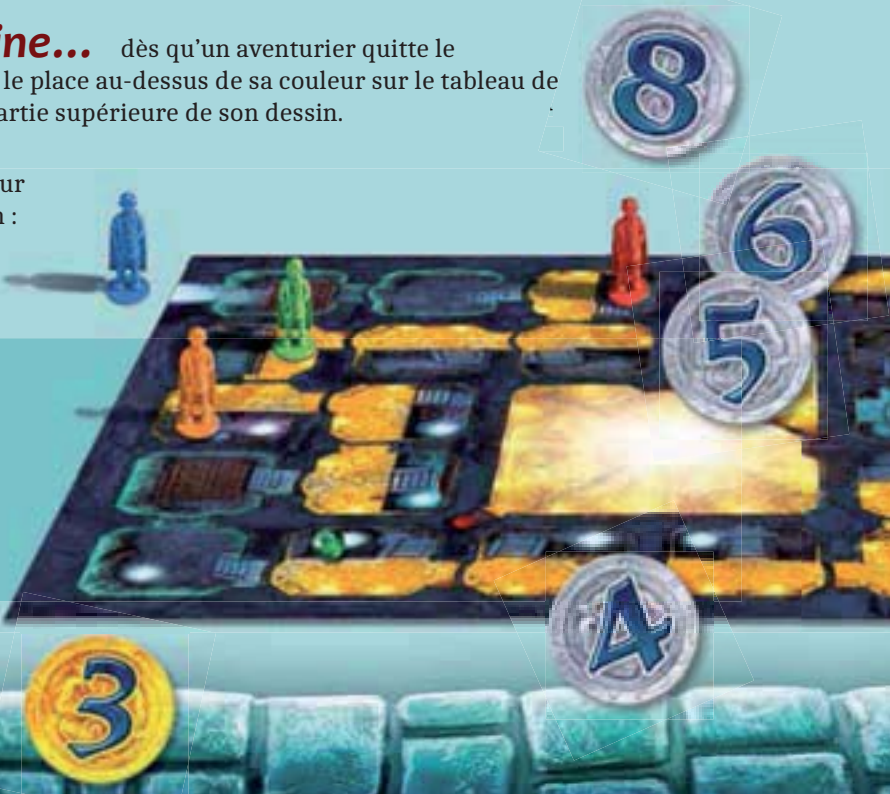 ine... dès qu'un aventurier quitte le
le place au-dessus de sa couleur sur le tableau de
artie supérieure de son dessin.
ur
n :
8
6
5
4
3